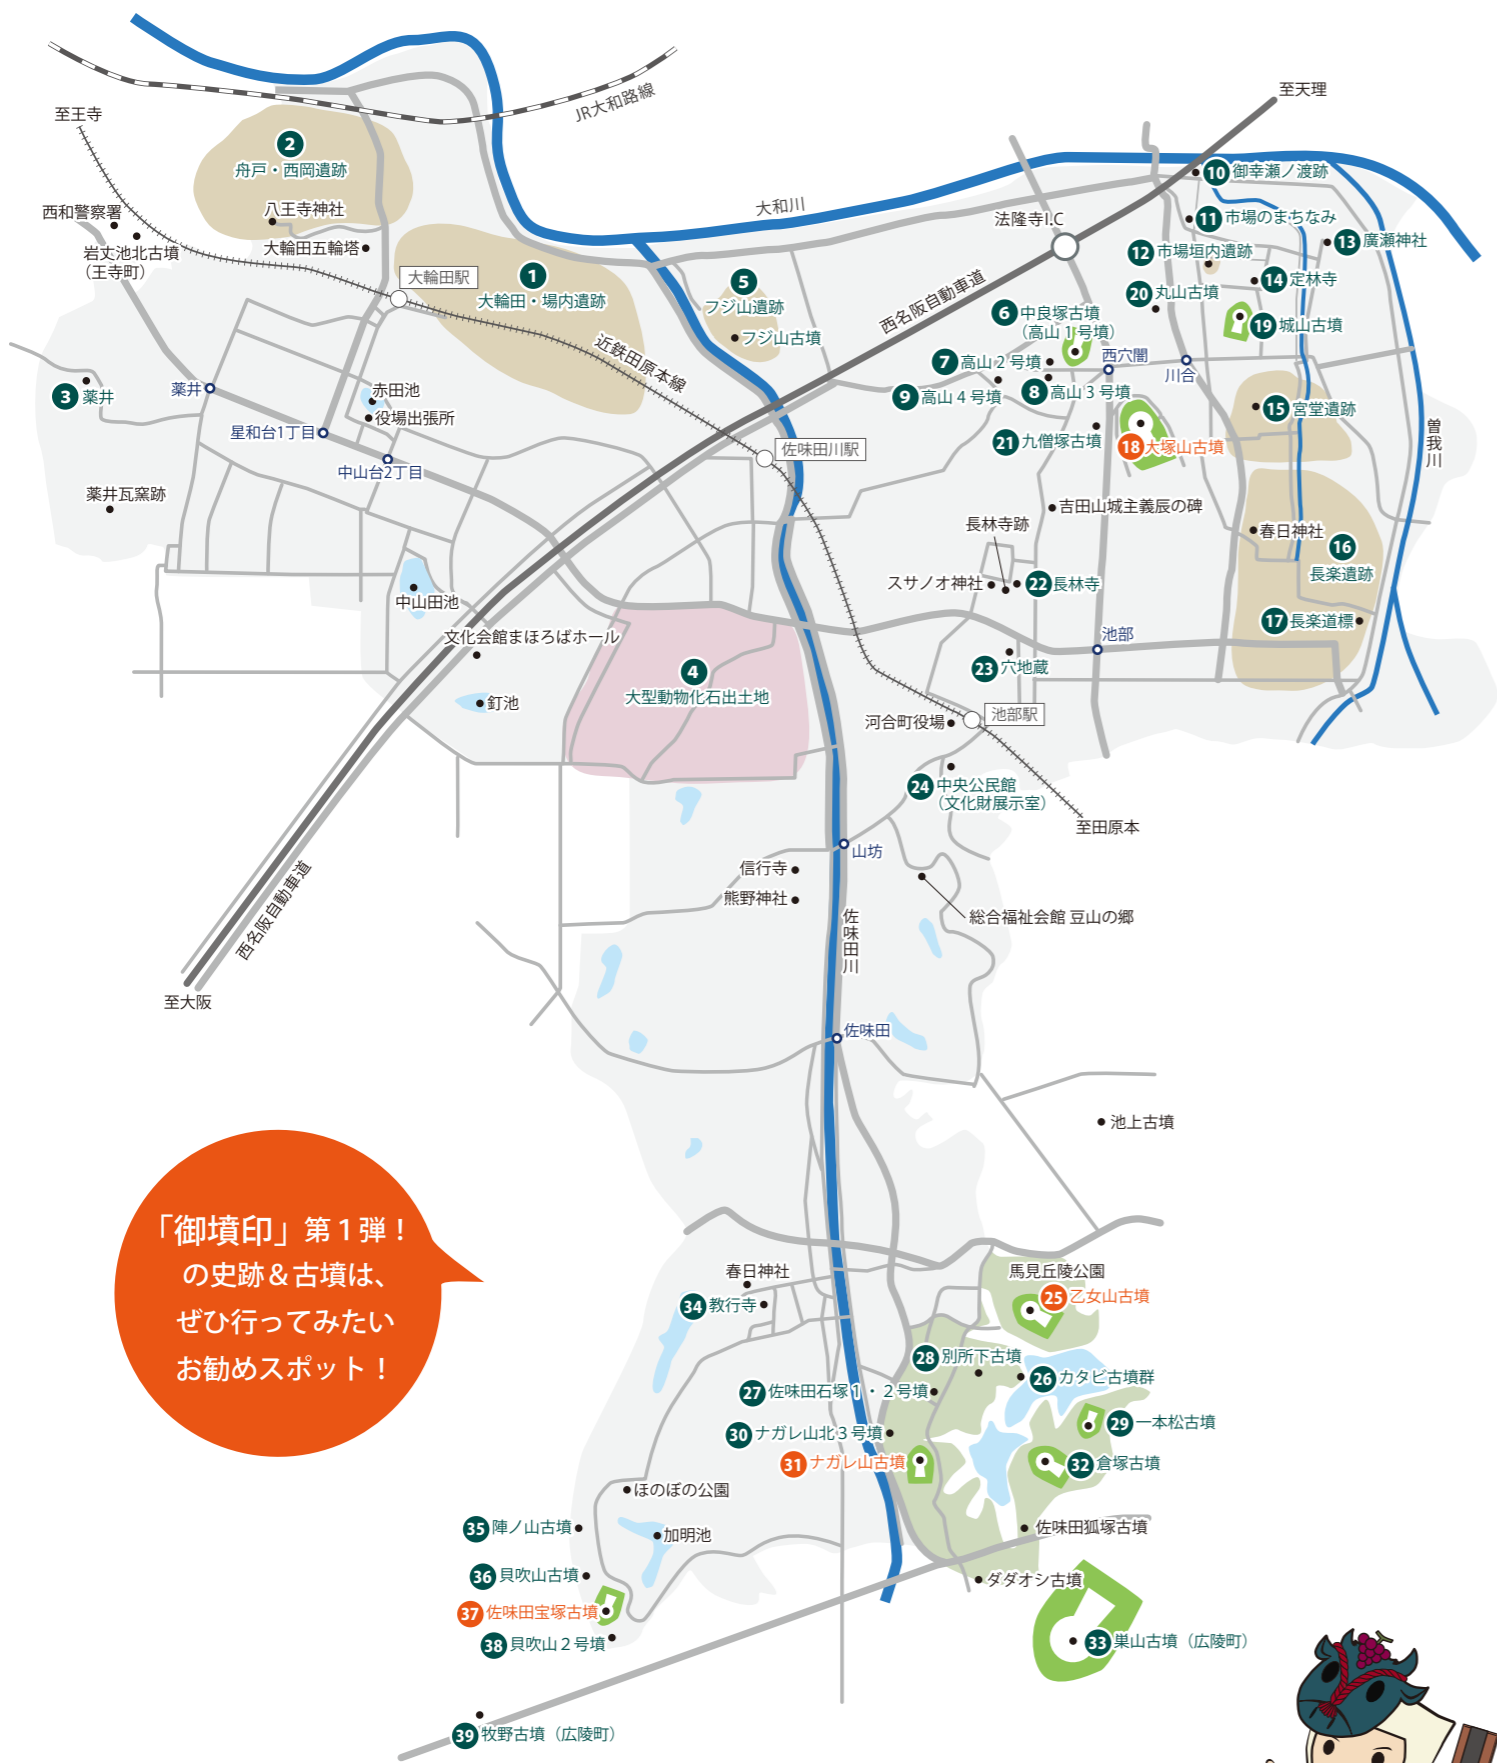 至天理
JR大和路線
至王寺
2
舟戸・西岡遺跡
10 御幸瀬ノ渡跡
西和警察署
八王寺神社
大和川
法隆寺I.C
11 市場のまちなみ
岩丈池北古墳
（王寺町）
大輪田五輪塔
12 市場垣内遺跡
13 廣瀬神社
大輪田駅
1
大輪田・場内遺跡
5
フジ山遺跡
フジ山古墳
西名阪自動車道
14 定林寺
20 丸山古墳
6 中良塚古墳
（高山１号墳）
19 城山古墳
近鉄田原本線
7 高山２号墳
西穴闇
川合
8 高山３号墳
9 高山４号墳
3 薬井
薬井
赤田池
役場出張所
星和台1丁目
中山台2丁目
佐味田川駅
15 宮堂遺跡
21 九僧塚古墳
18 大塚山古墳
曽我川
薬井瓦窯跡
吉田山城主義辰の碑
長林寺跡
春日神社
16
長楽遺跡
スサノオ神社
22 長林寺
中山田池
文化会館まほろばホール
17 長楽道標
池部
4
大型動物化石出土地
23 穴地蔵
釘池
河合町役場
池部駅
24 中央公民館
（文化財展示室）
至田原本
山坊
信行寺
熊野神社
総合福祉会館 豆山の郷
佐味田川
西名阪自動車道
至大阪
佐味田
池上古墳
「御墳印」第１弾！
の史跡＆古墳は、
ぜひ行ってみたい
お勧めスポット！
春日神社
34 教行寺
馬見丘陵公園
25 乙女山古墳
28 別所下古墳
26 カタビ古墳群
27 佐味田石塚１・２号墳
29 一本松古墳
30 ナガレ山北３号墳
31 ナガレ山古墳
32 倉塚古墳
ほのぼの公園
35 陣ノ山古墳
加明池
佐味田狐塚古墳
36 貝吹山古墳
ダダオシ古墳
37 佐味田宝塚古墳
38 貝吹山２号墳
33 巣山古墳（広陵町）
39 牧野古墳（広陵町）